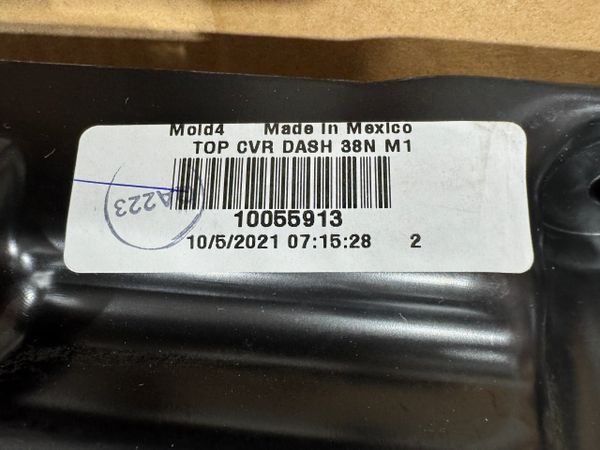 Mold4 Made in Mexico
TOP CVR DASH 38N M1
10055913
10/5/2021 07:15:28 2
A223